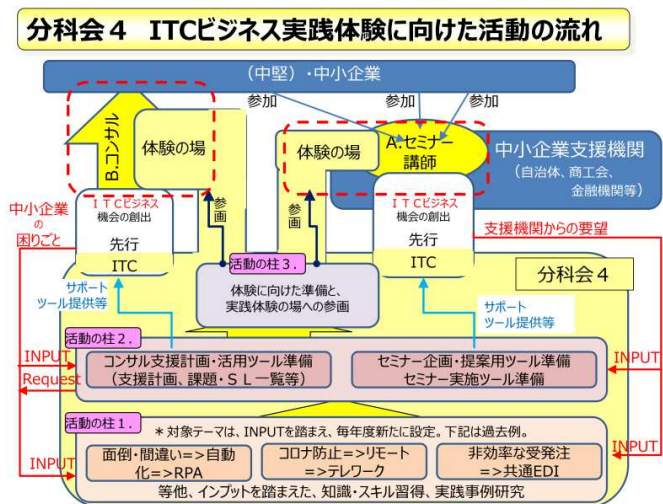 分科会４ ITCビジネス実践体験に向けた活動の流れ
（中堅）・中小企業
参加
参加
参加
B.コンサル
体験の場
体験の場
A.セミナー
講師
中小企業支援機関
（自治体、商工会、
金融機関等）
中小企業
の
困りごと
ＩＴＣビジネス
機会の創出
先行
ITC
参画
参画
ＩＴＣビジネス
機会の創出
先行
ITC
支援機関からの要望
分科会４
サポート
ツール提供等
活動の柱３．
体験に向けた準備と、
実践体験の場への参画
サポート
ツール提供等
活動の柱２．
INPUT
Request
コンサル支援計画・活用ツール準備
（支援計画、課題・ＳＬ一覧等）
セミナー企画・提案用ツール準備
セミナー実施ツール準備
INPUT
活動の柱１．
＊対象テーマは、INPUTを踏まえ、毎年度新たに設定。下記は過去例。
INPUT
面倒・間違い=>自動
化=>RPA
コロナ防止=>リモート
=>テレワーク
非効率な受発注
=>共通EDI
INPUT
等他、インプットを踏まえた、知識・スキル習得、実践事例研究